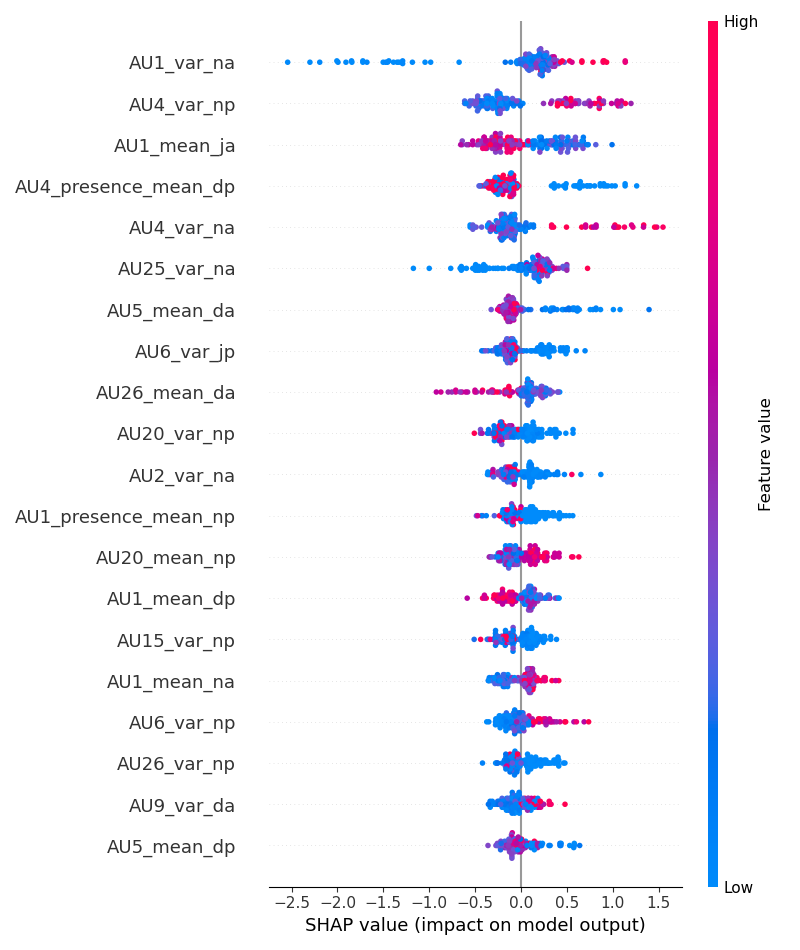 High
AU1_var_na
AU4_var_np
AU1_mean_ja
AU4_presence_mean_dp
AU4_var_na
AU25_var_na
AU5_mean_da
AU6_var_jp
AU26_mean_da
AU20_var_np
AU2_var_na
AU1_presence_mean_np
AU20_mean_np
AU1_mean_dp
AU15_var_np
AU1_mean_na
AU6_var_np
AU26_var_np
AU9_var_da
AU5_mean_dp
Feature value
Low
−2.5 −2.0 −1.5 −1.0 −0.5 0.0 0.5 1.0 1.5
SHAP value (impact on model output)